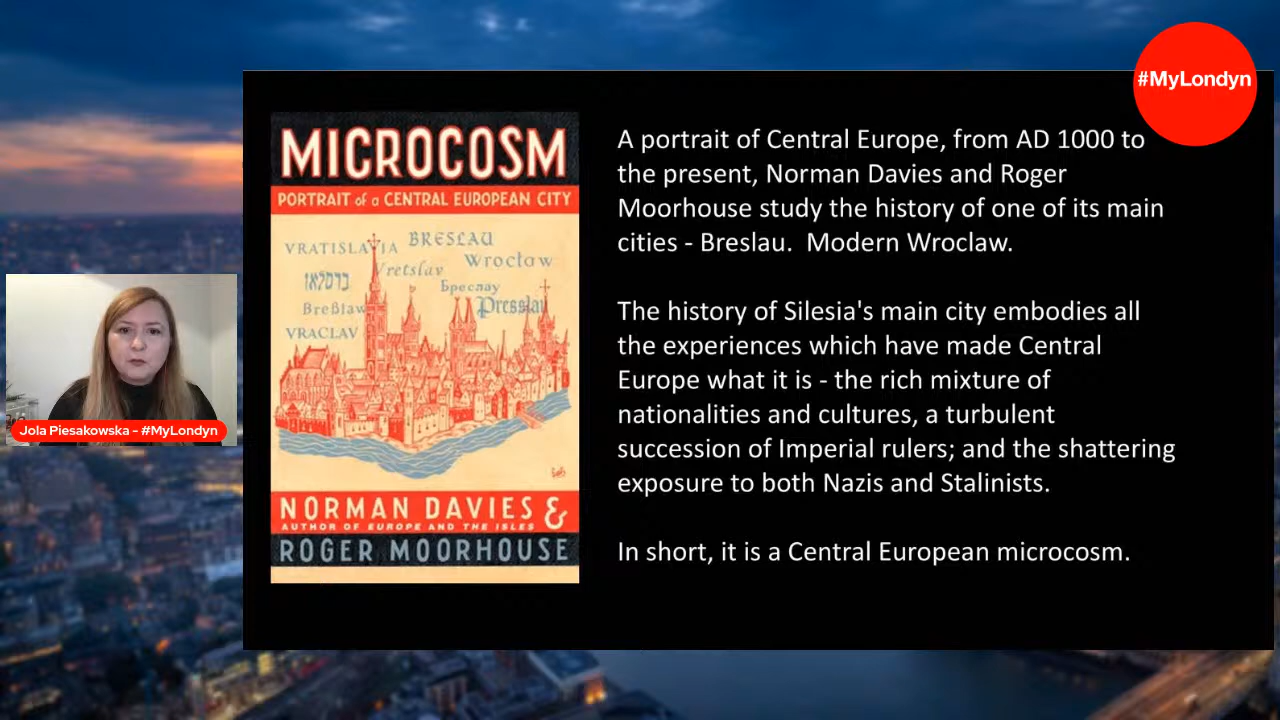 #MyLondyn
MICROCOSM
PORTRAIT of a CENTRAL EUROPEAN CITY
VRATISLAVIA
BRESLAU
Vretslav
Wrocław
ברסלאו
Бреслау
Breßlaw
Presslau
VRACLAV
NORMAN DAVIES &
AUTHOR OF EUROPE AND THE ISLES
ROGER MOORHOUSE
A portrait of Central Europe, from AD 1000 to
the present, Norman Davies and Roger
Moorhouse study the history of one of its main
cities - Breslau. Modern Wroclaw.
The history of Silesia's main city embodies all
the experiences which have made Central
Europe what it is - the rich mixture of
nationalities and cultures, a turbulent
succession of Imperial rulers; and the shattering
exposure to both Nazis and Stalinists.
In short, it is a Central European microcosm.
Jola Piesakowska - #MyLondyn